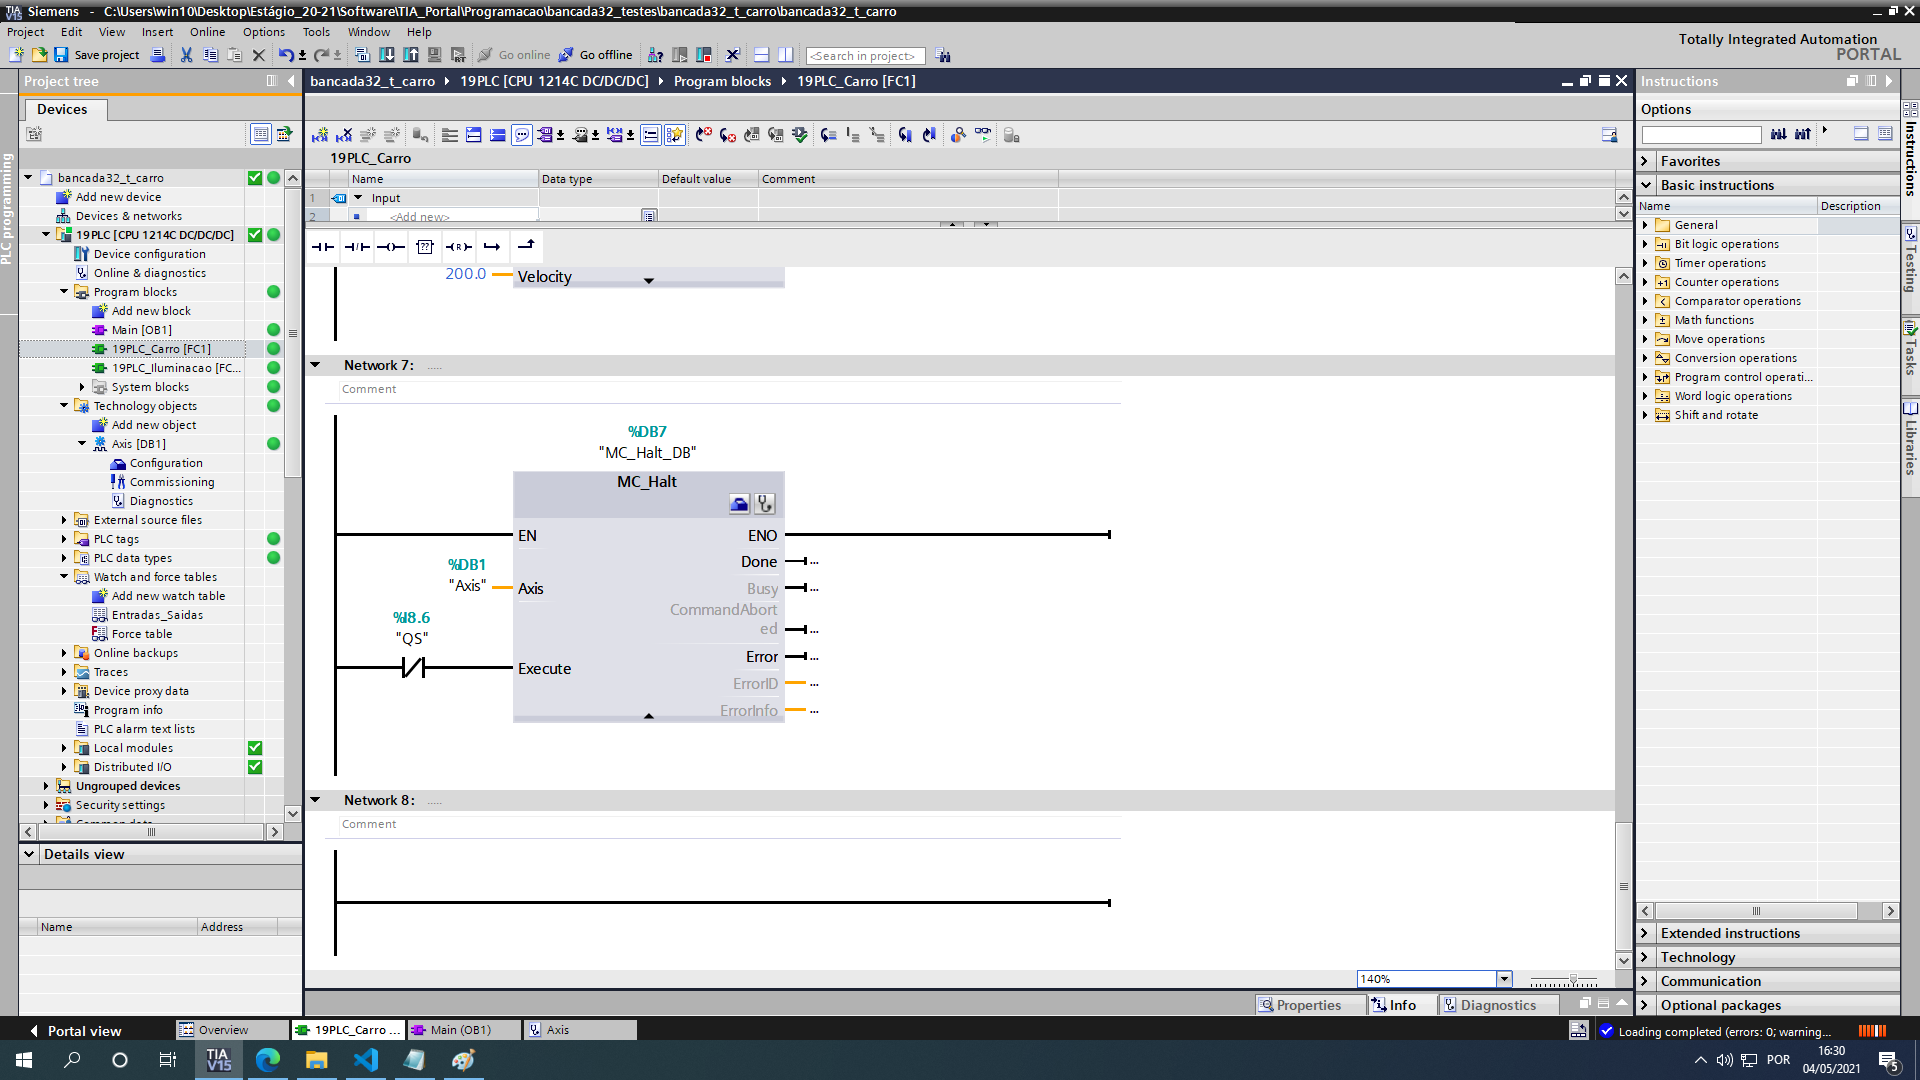 Siemens - C:\Users\win10\Desktop\Estágio_20-21\Software\TIA_Portal\Programacao\bancada32_testes\bancada32_t_carro\bancada32_t_carro
Project Edit View Insert Online Options Tools Window Help
Totally Integrated Automation
PORTAL
Save project
Go online
Go offline
<Search in project>
Project tree
bancada32_t_carro
19PLC [CPU 1214C DC/DC/DC]
Program blocks
19PLC_Carro [FC1]
Instructions
Devices
Options
PLC programming
19PLC_Carro
Name Data type Default value Comment
1 Input
2 <Add new>
bancada32_t_carro
Add new device
Devices & networks
19PLC [CPU 1214C DC/DC/DC]
Device configuration
Online & diagnostics
Program blocks
Add new block
Main [OB1]
19PLC_Carro [FC1]
19PLC_Iluminacao [FC...
System blocks
Technology objects
Add new object
Axis [DB1]
Configuration
Commissioning
Diagnostics
External source files
PLC tags
PLC data types
Watch and force tables
Add new watch table
Entradas_Saidas
Force table
Online backups
Traces
Device proxy data
Program info
PLC alarm text lists
Local modules
Distributed I/O
Ungrouped devices
Security settings
Common data
Details view
Name Address
200.0 Velocity
Network 7: .....
Comment
%DB7
"MC_Halt_DB"
MC_Halt
EN ENO
Done ...
%DB1
"Axis" Axis
Busy ...
CommandAbort
ed ...
%I8.6
"QS"
Execute
Error ...
ErrorID ...
ErrorInfo ...
Network 8: .....
Comment
140%
Properties Info Diagnostics
Favorites
Basic instructions
Name Description
General
Bit logic operations
Timer operations
Counter operations
Comparator operations
Math functions
Move operations
Conversion operations
Program control operati...
Word logic operations
Shift and rotate
Extended instructions
Technology
Communication
Optional packages
Instructions
Testing
Tasks
Libraries
Portal view
Overview
19PLC_Carro ...
Main (OB1)
Axis
Loading completed (errors: 0; warning...
TIA
V15
POR
16:30
04/05/2021
5